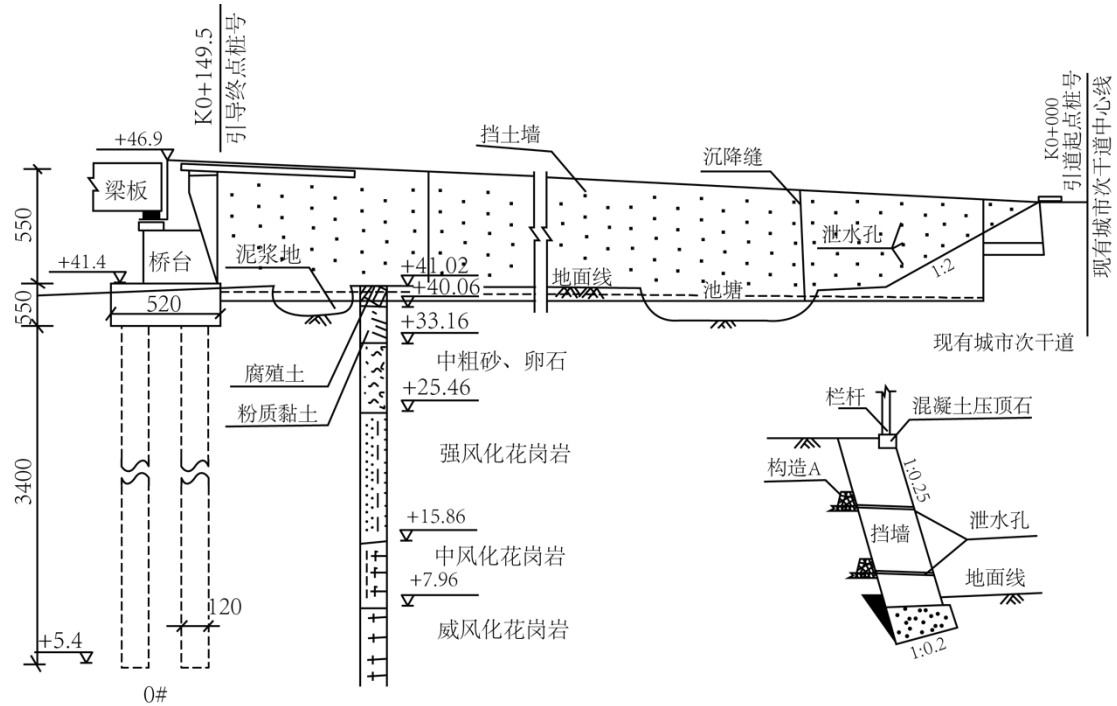 K0+149.5
引导终点桩号
K0+000
引道起点桩号
现有城市次干道中心线
+46.9
挡土墙
沉降缝
梁板
550
桥台
泥浆地
泄水孔
1:2
+41.4
+41.02
地面线
+40.06
池塘
520
550
+33.16
现有城市次干道
中粗砂、卵石
腐殖土
+25.46
粉质黏土
栏杆
混凝土压顶石
强风化花岗岩
构造A
1:0.25
3400
+15.86
挡墙
泄水孔
中风化花岗岩
+7.96
地面线
120
威风化花岗岩
+5.4
1:0.2
0#